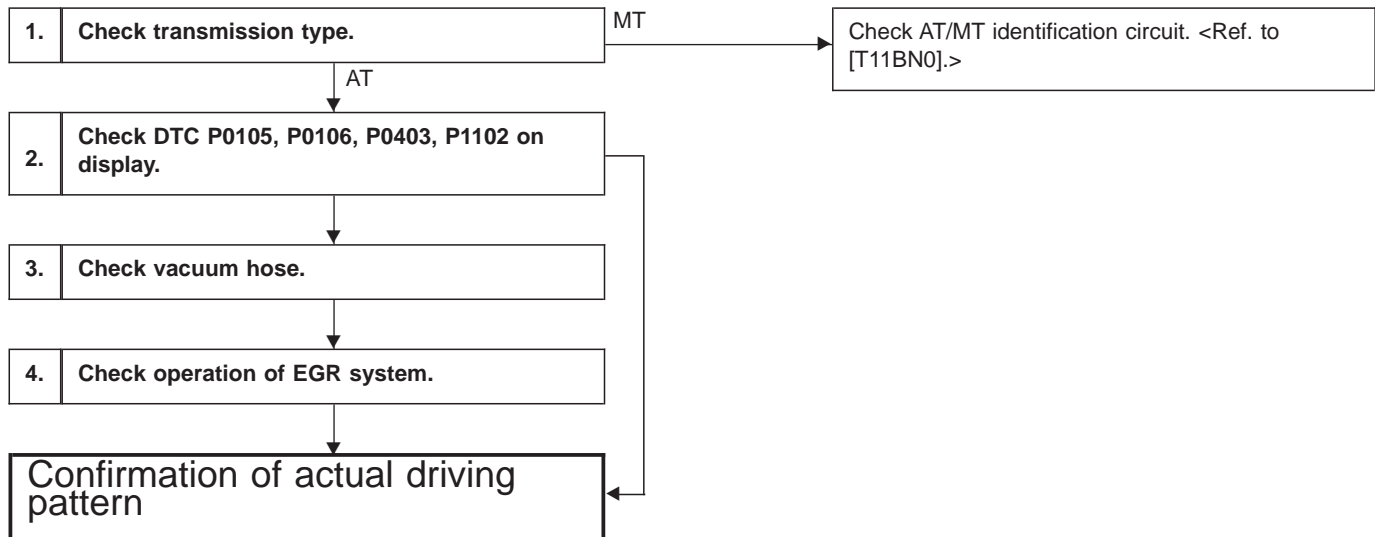 1. Check transmission type.
MT
Check AT/MT identification circuit. <Ref. to
[T11BN0].>
AT
2. Check DTC P0105, P0106, P0403, P1102 on
display.
3. Check vacuum hose.
4. Check operation of EGR system.
Confirmation of actual driving
pattern